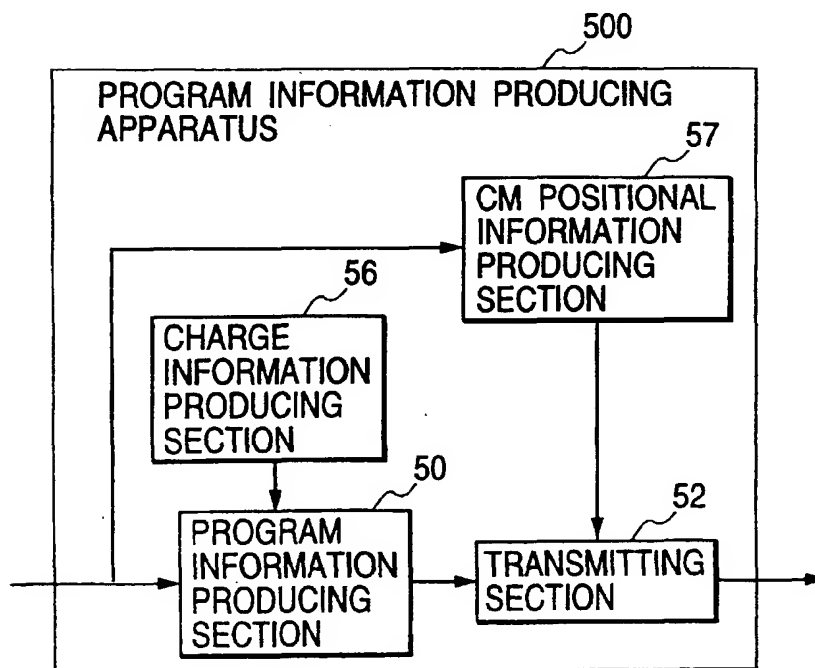 500
PROGRAM INFORMATION PRODUCING
APPARATUS
57
CM POSITIONAL
INFORMATION
PRODUCING
SECTION
56
CHARGE
INFORMATION
PRODUCING
SECTION
50
PROGRAM
INFORMATION
PRODUCING
SECTION
52
TRANSMITTING
SECTION